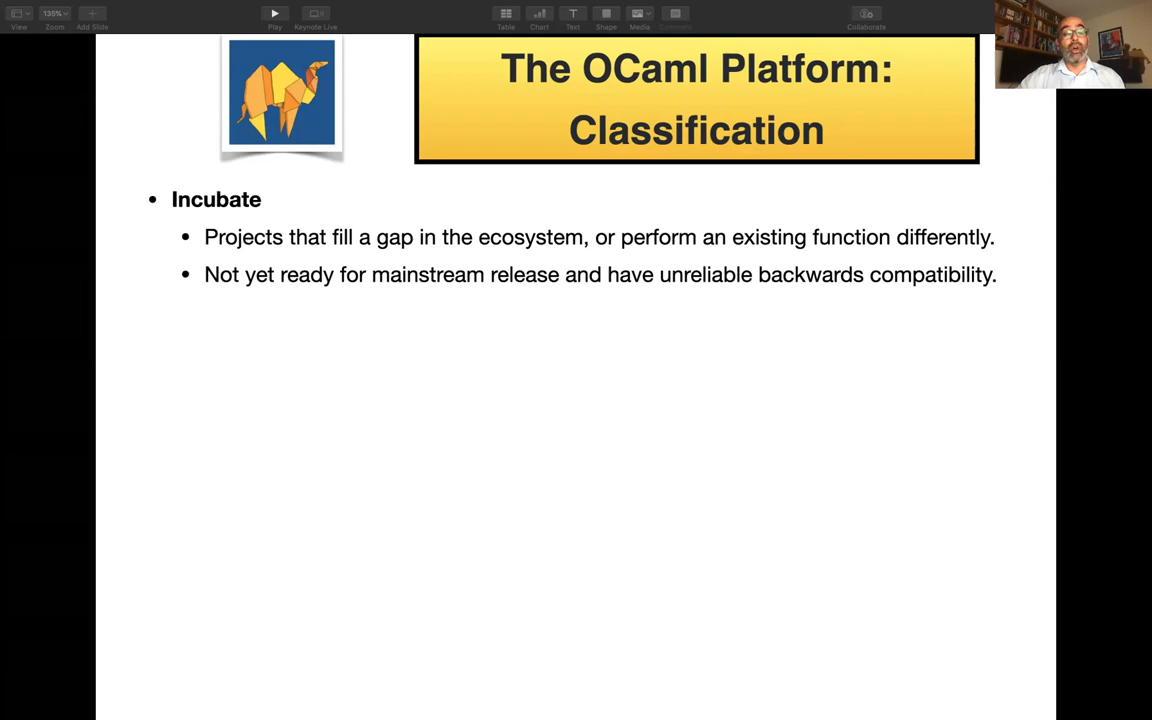 135%
View
Zoom
Add Slide
Play
Keynote Live
Table
Chart
Text
Shape
Media
Comment
Collaborate
The OCaml Platform:
Classification
• Incubate
• Projects that fill a gap in the ecosystem, or perform an existing function differently.
• Not yet ready for mainstream release and have unreliable backwards compatibility.